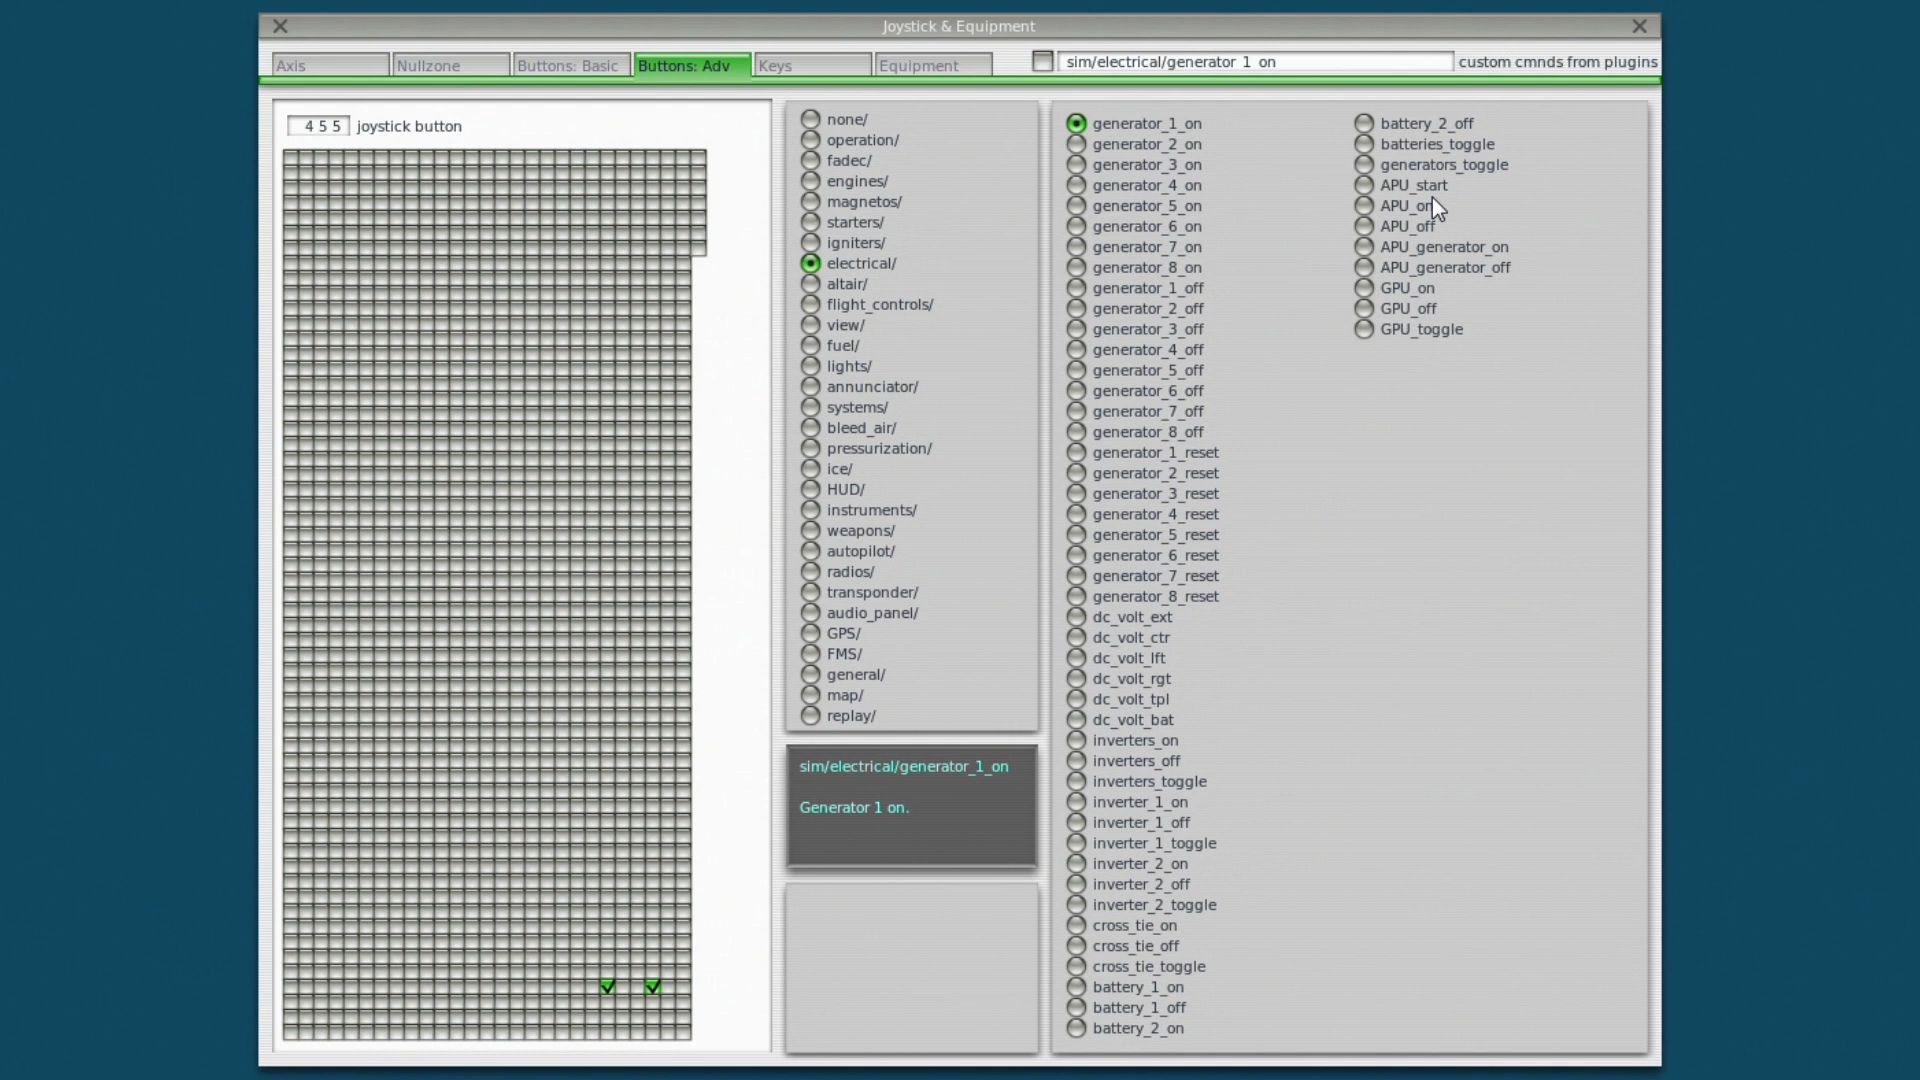 Joystick & Equipment
Axis
Nullzone
Buttons: Basic
Buttons: Adv
Keys
Equipment
sim/electrical/generator_1_on
custom cmnds from plugins
455 joystick button
none/
operation/
fadec/
engines/
magnetos/
starters/
igniters/
electrical/
altair/
flight_controls/
view/
fuel/
lights/
annunciator/
systems/
bleed_air/
pressurization/
ice/
HUD/
instruments/
weapons/
autopilot/
radios/
transponder/
audio_panel/
GPS/
FMS/
general/
map/
replay/
sim/electrical/generator_1_on
Generator 1 on.
generator_1_on
generator_2_on
generator_3_on
generator_4_on
generator_5_on
generator_6_on
generator_7_on
generator_8_on
generator_1_off
generator_2_off
generator_3_off
generator_4_off
generator_5_off
generator_6_off
generator_7_off
generator_8_off
generator_1_reset
generator_2_reset
generator_3_reset
generator_4_reset
generator_5_reset
generator_6_reset
generator_7_reset
generator_8_reset
dc_volt_ext
dc_volt_ctr
dc_volt_lft
dc_volt_rgt
dc_volt_tpl
dc_volt_bat
inverters_on
inverters_off
inverters_toggle
inverter_1_on
inverter_1_off
inverter_1_toggle
inverter_2_on
inverter_2_off
inverter_2_toggle
cross_tie_on
cross_tie_off
cross_tie_toggle
battery_1_on
battery_1_off
battery_2_on
battery_2_off
batteries_toggle
generators_toggle
APU_start
APU_on
APU_off
APU_generator_on
APU_generator_off
GPU_on
GPU_off
GPU_toggle